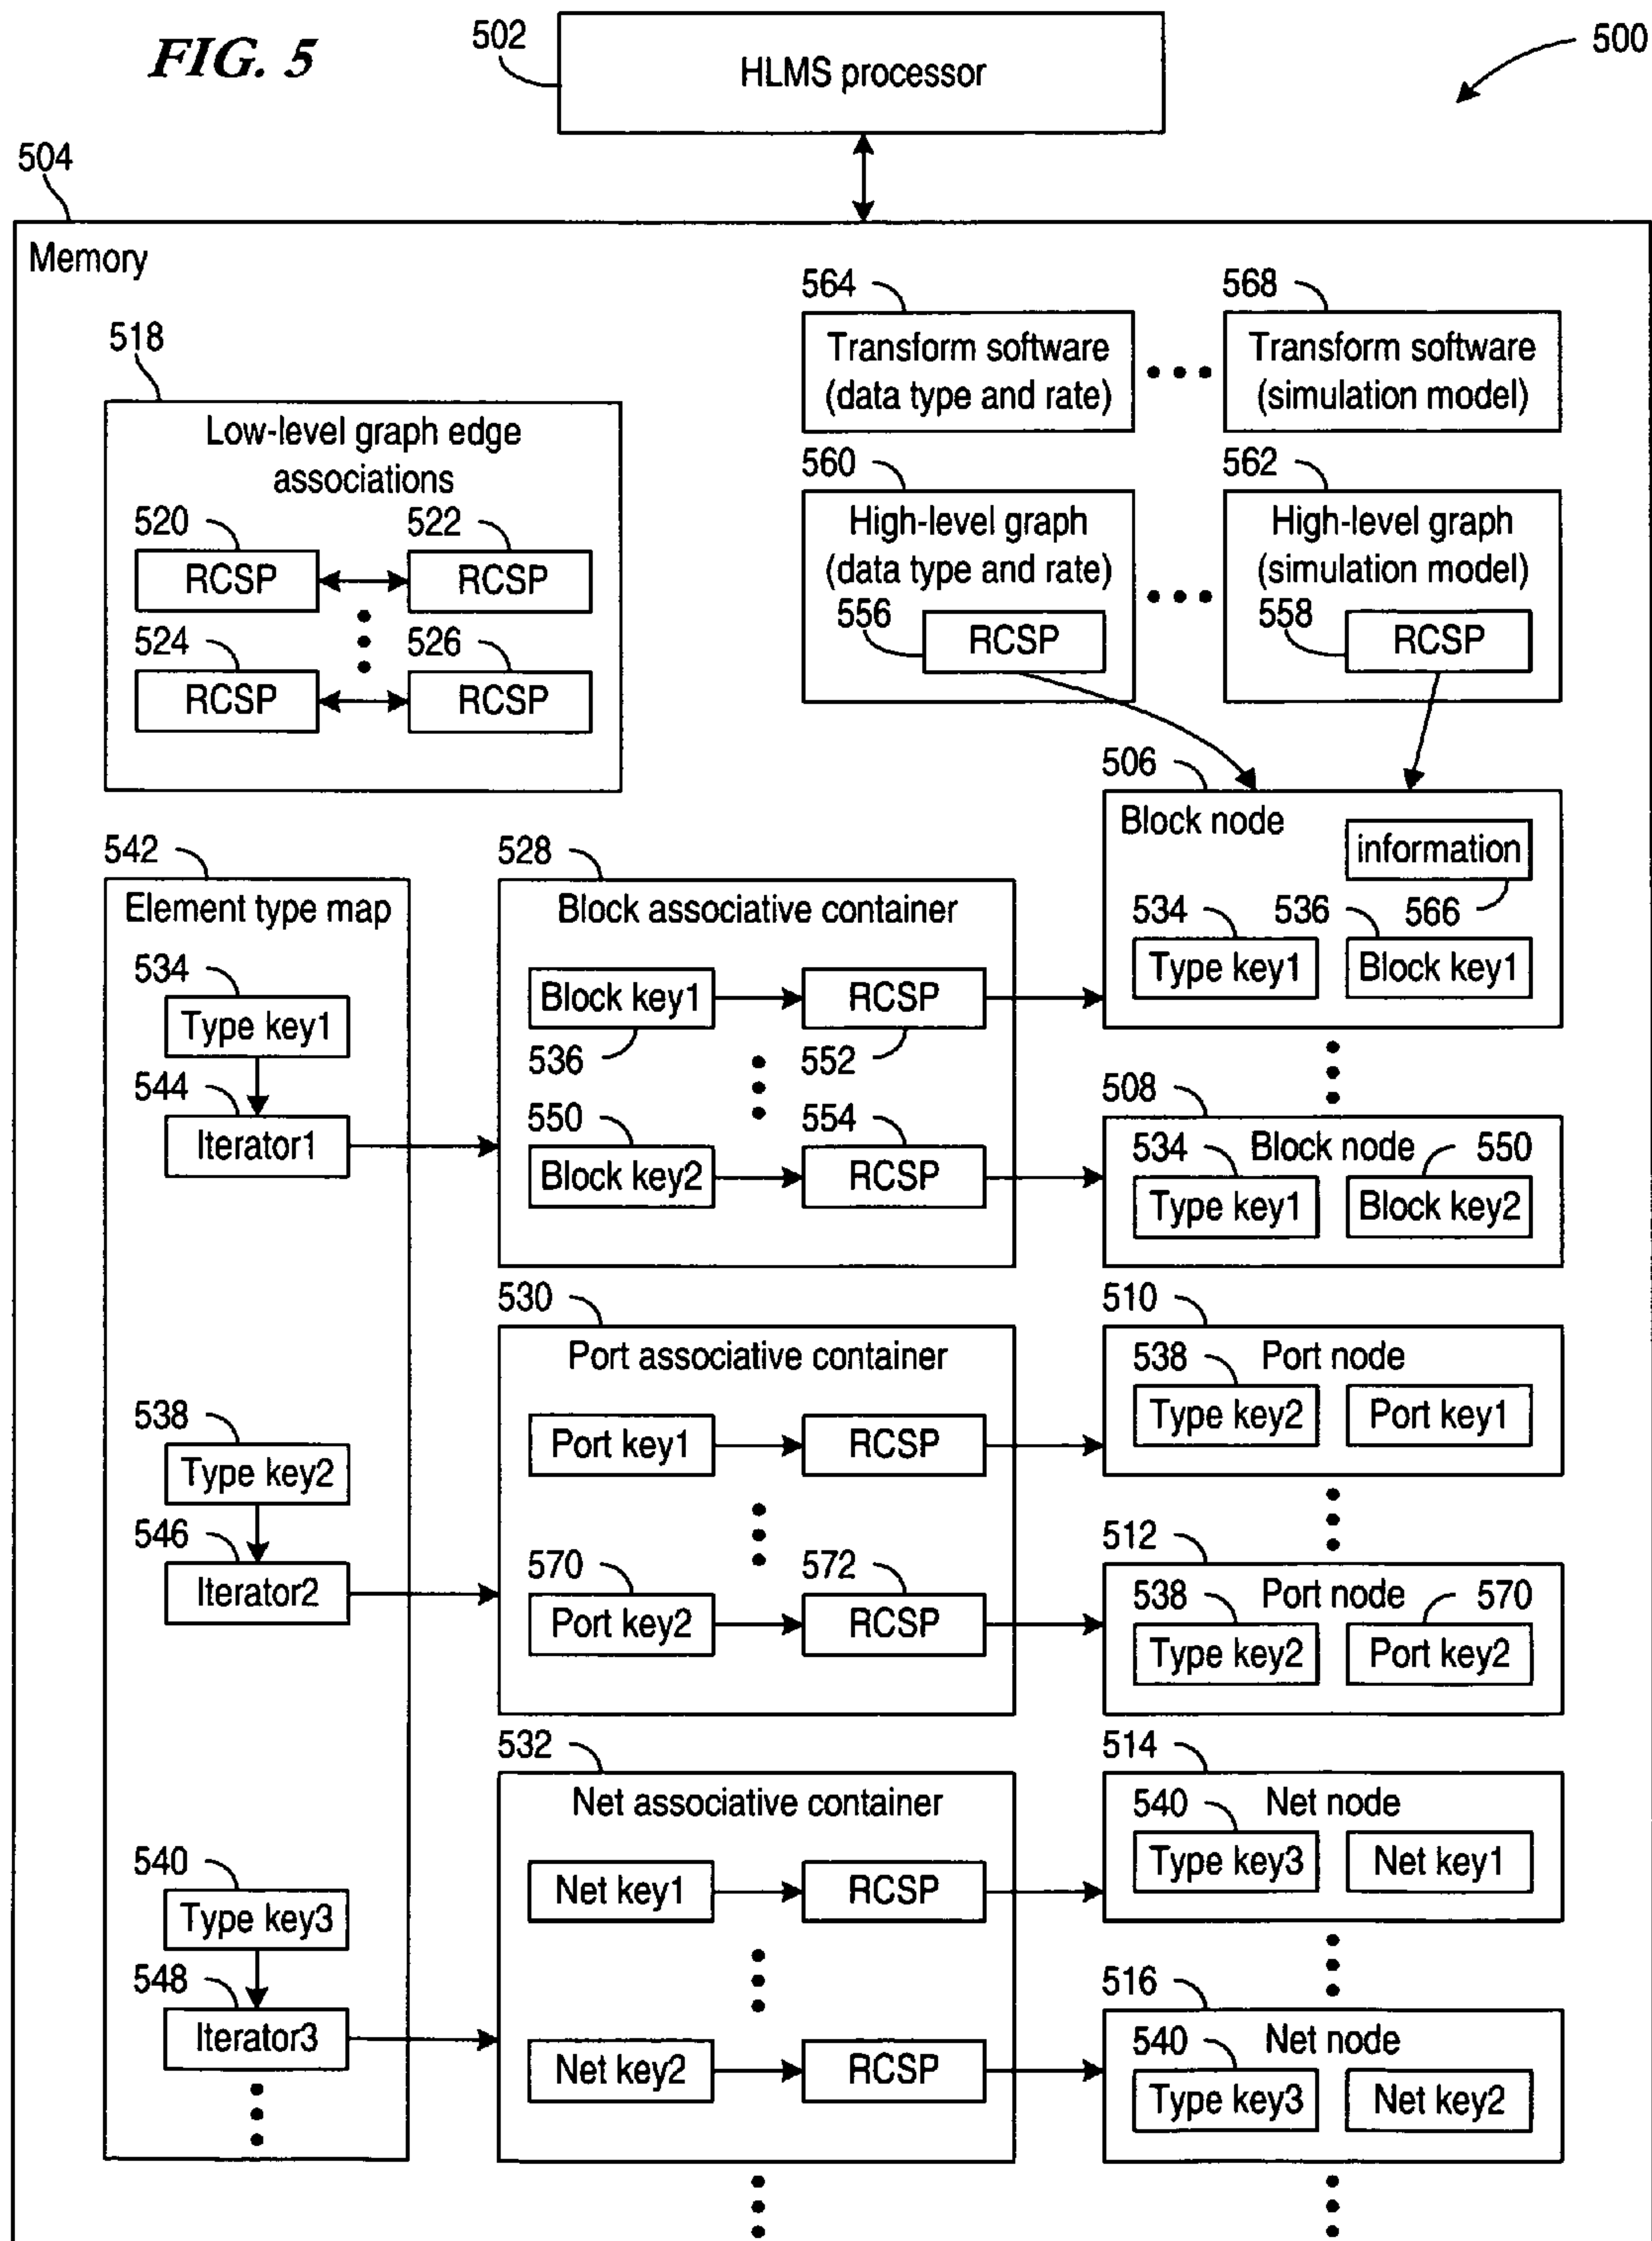 FIG. 5
502
HLMS processor
500
504
Memory
564
568
Transform software
(data type and rate)
Transform software
(simulation model)
518
Low-level graph edge
associations
520
522
RCSP
RCSP
524
526
RCSP
RCSP
560
562
High-level graph
(data type and rate)
High-level graph
(simulation model)
556
RCSP
558
RCSP
506
Block node
information
566
534
536
Type key1
Block key1
542
Element type map
534
Type key1
544
Iterator1
528
Block associative container
Block key1
RCSP
536
552
550
554
Block key2
RCSP
508
Block node
534
550
Type key1
Block key2
530
Port associative container
Port key1
RCSP
510
Port node
538
Type key2
Port key1
538
Type key2
546
Iterator2
570
572
Port key2
RCSP
512
Port node
538
570
Type key2
Port key2
532
Net associative container
Net key1
RCSP
514
Net node
540
Type key3
Net key1
540
Type key3
548
Iterator3
Net key2
RCSP
516
Net node
540
Type key3
Net key2